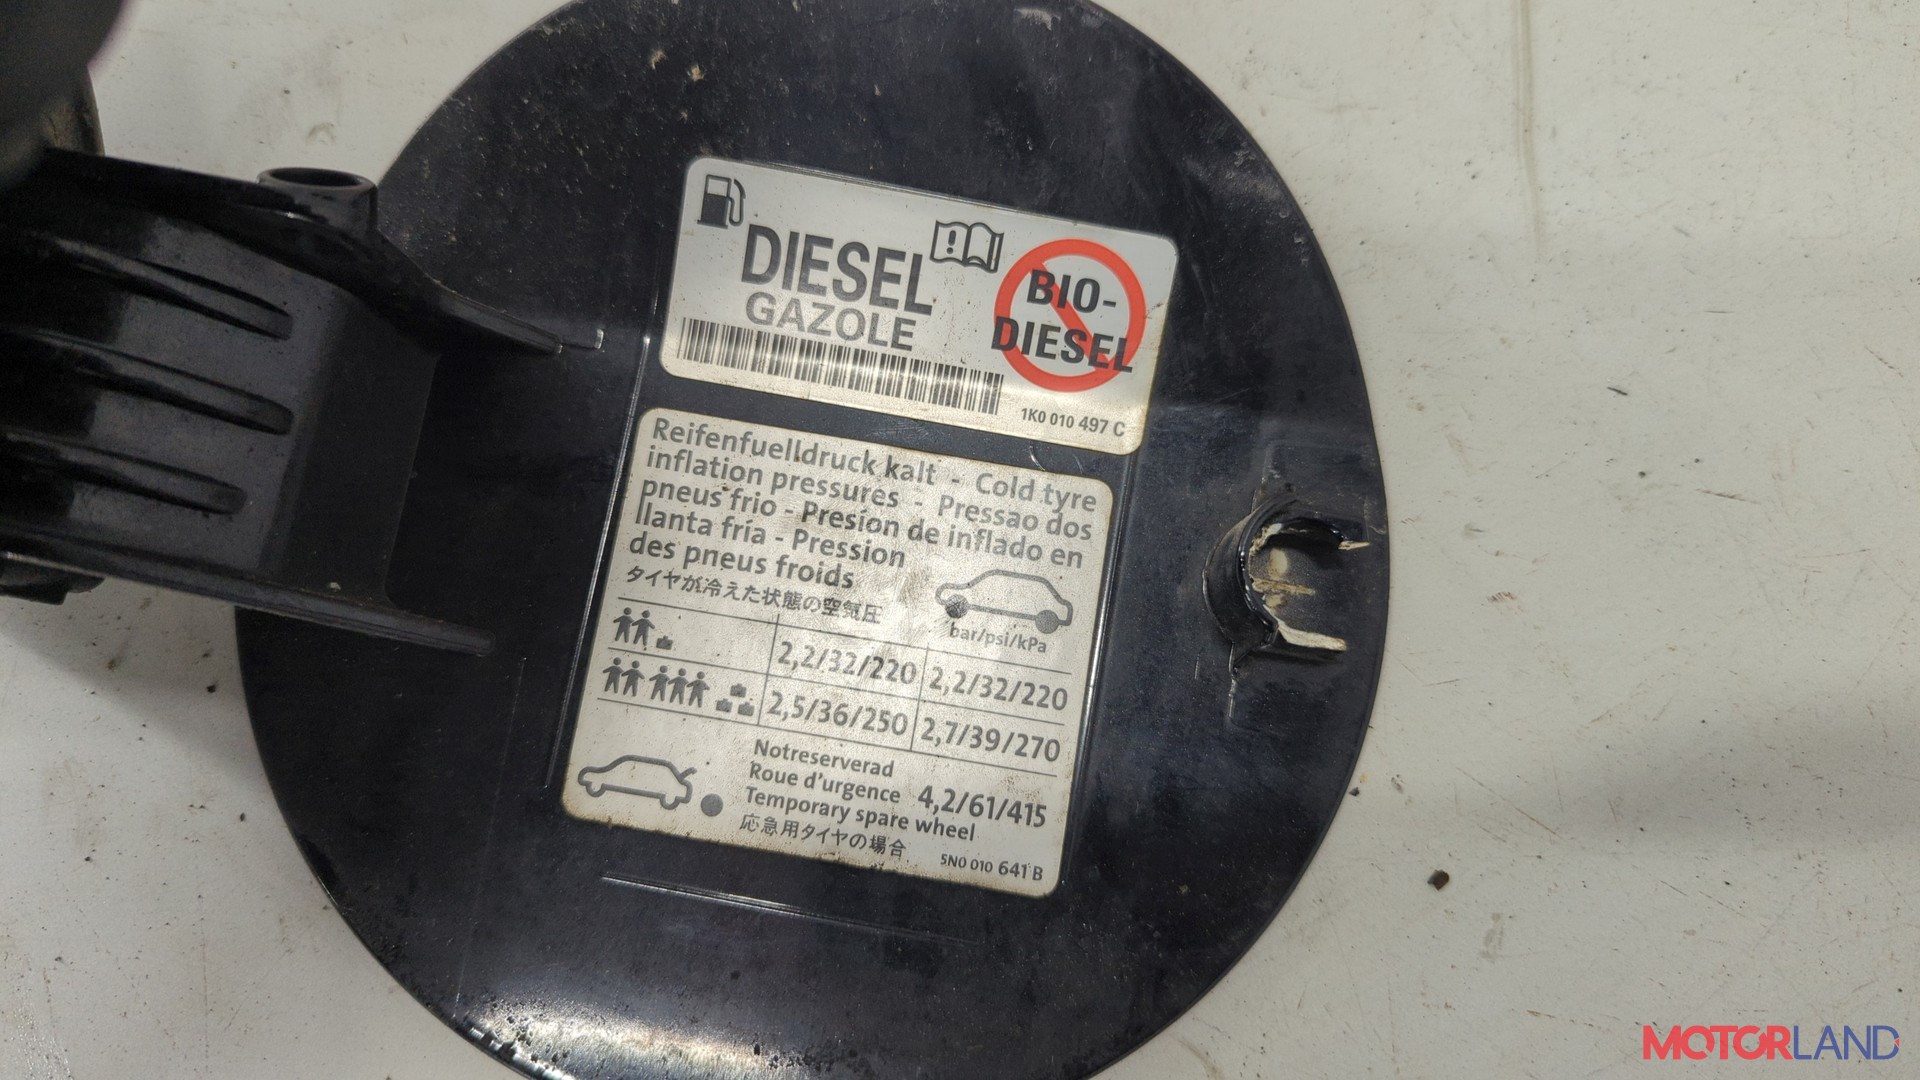 DIESEL
GAZOLE
BIO-
DIESEL
1K0 010 497 C
Reifenfuelldruck kalt - Cold tyre
inflation pressures - Pressao dos
pneus frio - Presion de inflado en
llanta fría - Pression
des pneus froids
タイヤが冷えた状態の空気圧
bar/psi/kPa
2,2/32/220 2,2/32/220
2,5/36/250 2,7/39/270
Notreserverad
Roue d'urgence 4,2/61/415
Temporary spare wheel
応急用タイヤの場合
5N0 010 641 B
MOTORLAND